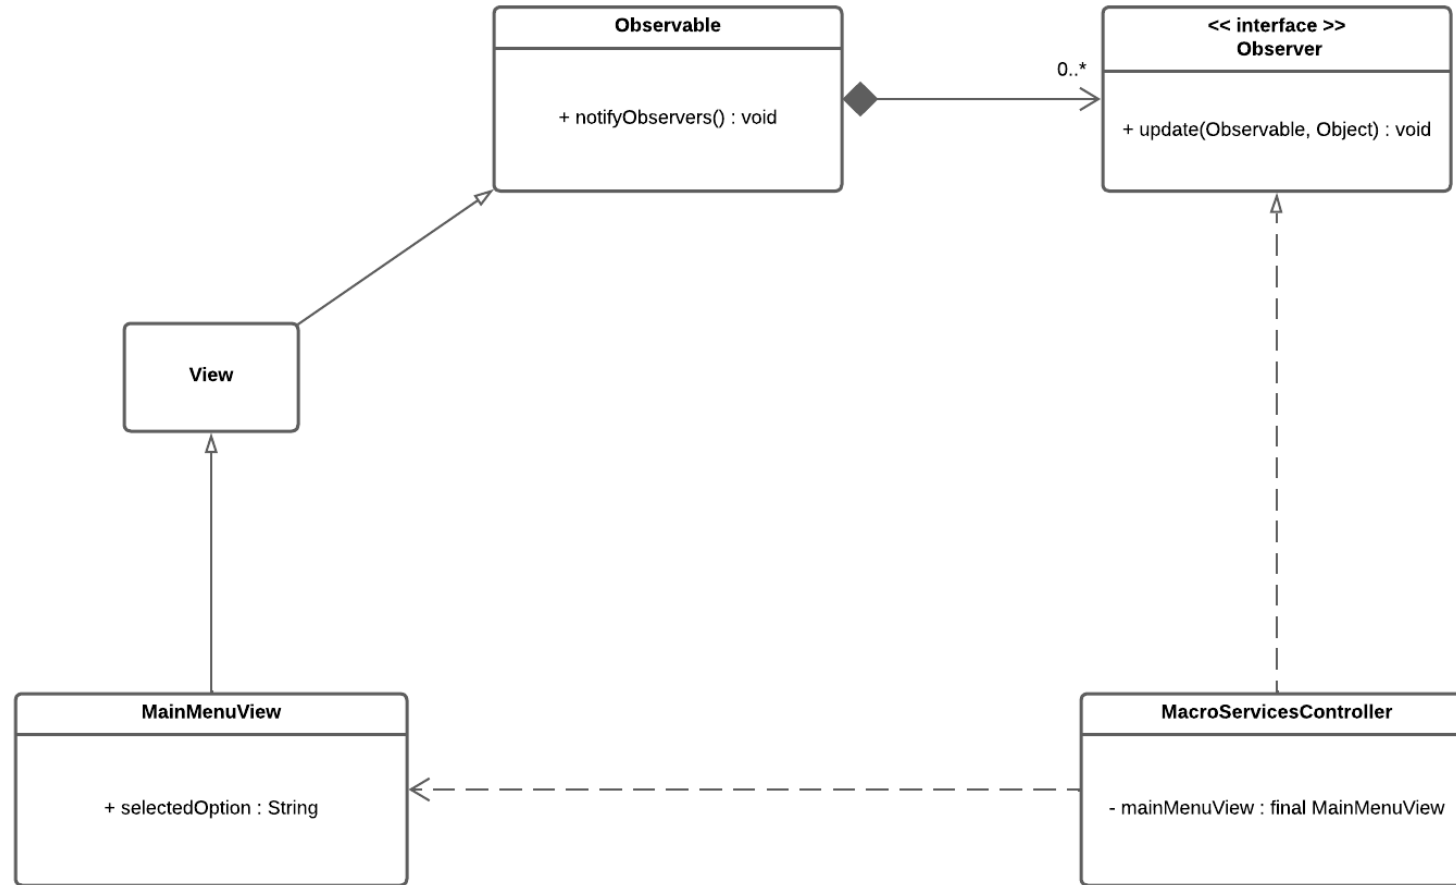 Observable
+ notifyObservers() : void
0..*
<< interface >>
Observer
+ update(Observable, Object) : void
View
MainMenuView
+ selectedOption : String
MacroServicesController
- mainMenuView : final MainMenuView